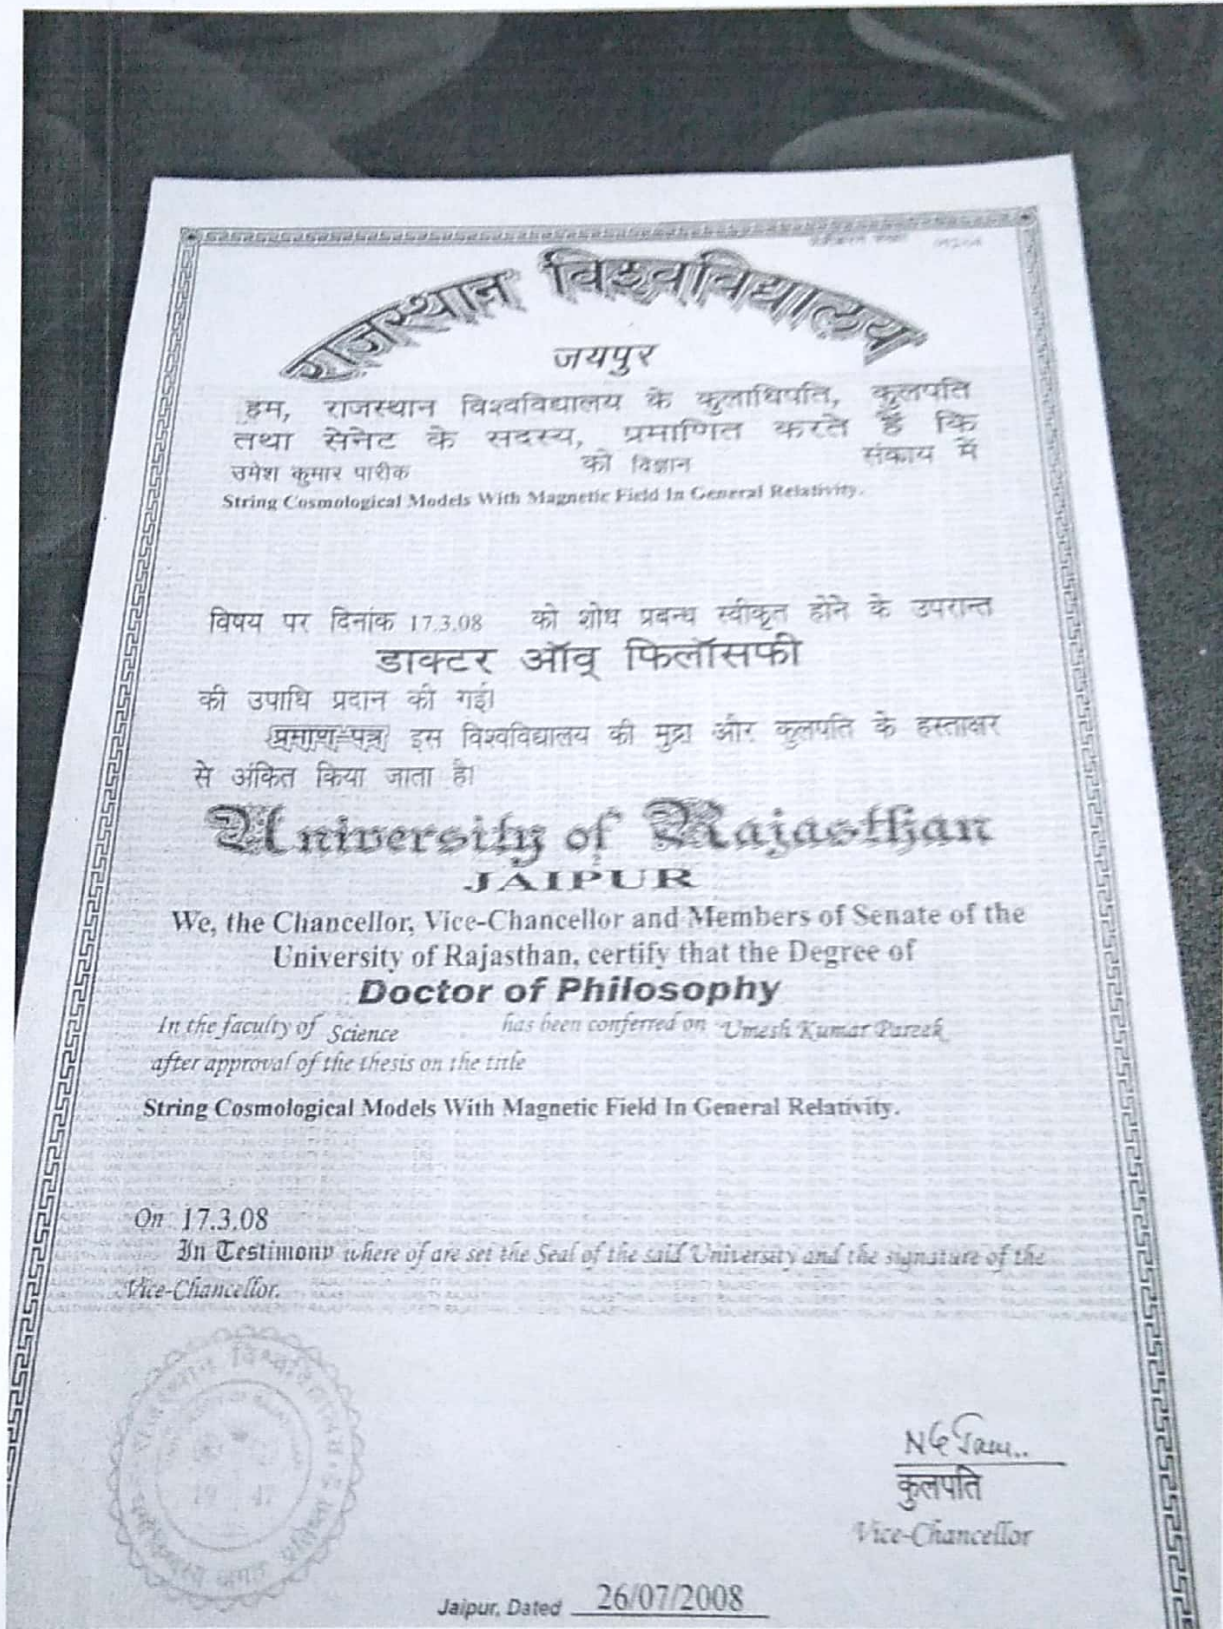 राजस्थान विश्वविद्यालय
जयपुर
हम, राजस्थान विश्वविद्यालय के कुलाधिपति, कुलपति
तथा सेनेट के सदस्य, प्रमाणित करते हैं कि
उमेश कुमार पारीक को विज्ञान संकाय में
String Cosmological Models With Magnetic Field In General Relativity.
विषय पर दिनांक 17.3.08 को शोध प्रबन्ध स्वीकृत होने के उपरान्त
डाक्टर ऑव् फिलॉसफी
की उपाधि प्रदान की गई।
प्रमाण-पत्र इस विश्वविद्यालय की मुद्रा और कुलपति के हस्ताक्षर
से अंकित किया जाता है।
University of Rajasthan
JAIPUR
We, the Chancellor, Vice-Chancellor and Members of Senate of the
University of Rajasthan, certify that the Degree of
Doctor of Philosophy
In the faculty of Science has been conferred on Umesh Kumar Pareek
after approval of the thesis on the title
String Cosmological Models With Magnetic Field In General Relativity.
On 17.3.08
In Testimony where of are set the Seal of the said University and the signature of the
Vice-Chancellor.
कुलपति
Vice-Chancellor
Jaipur, Dated 26/07/2008